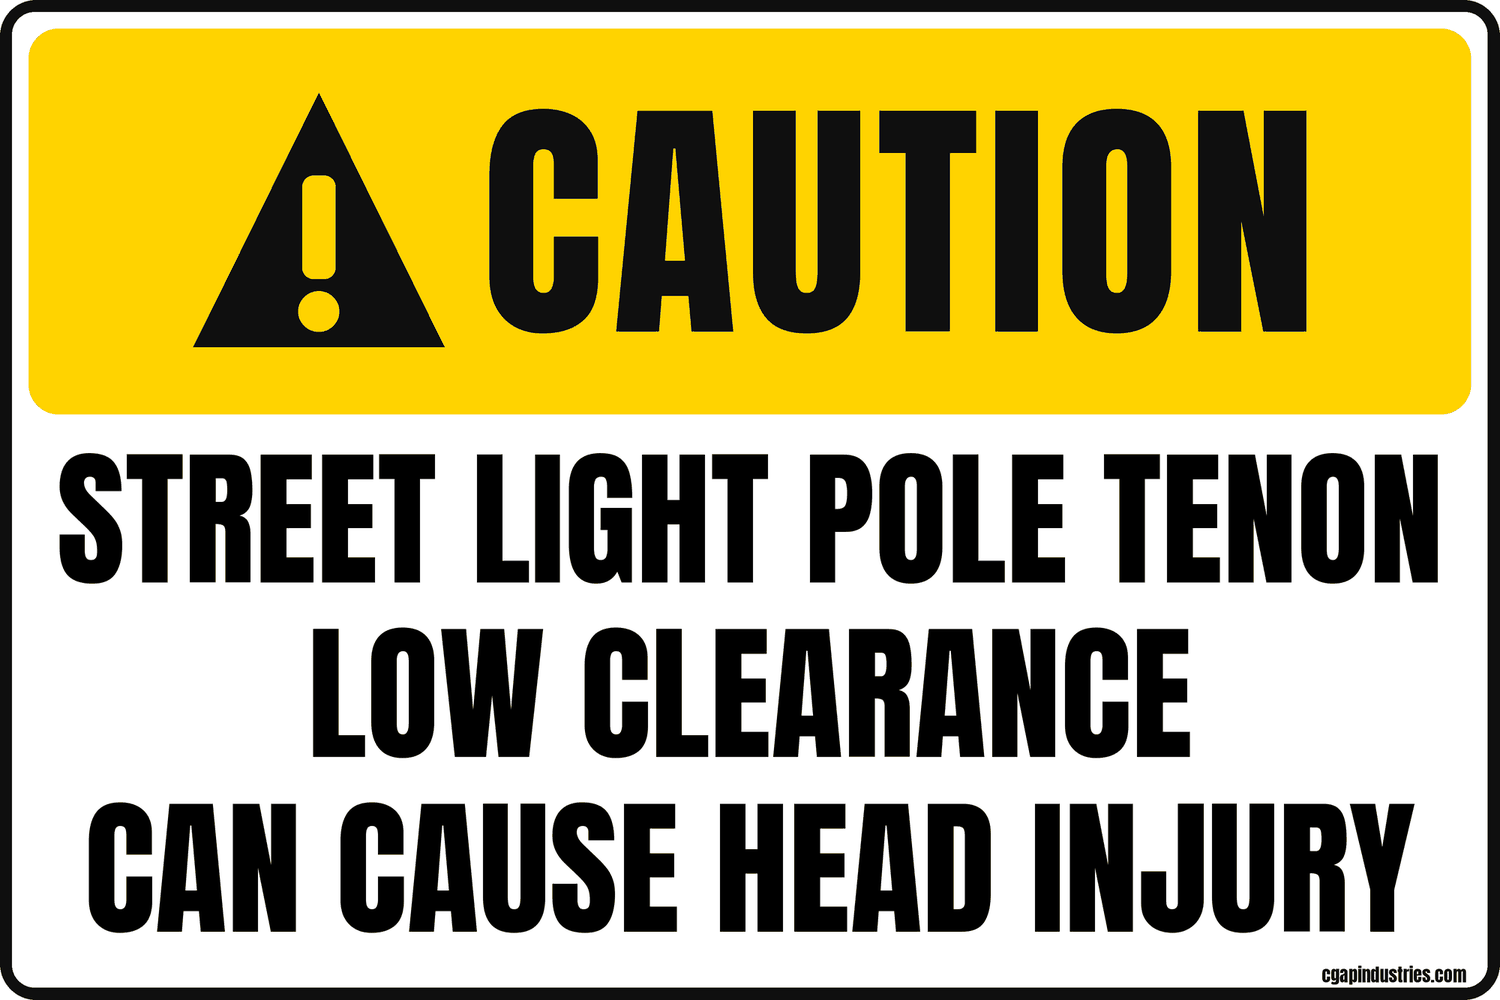 CAUTION
STREET LIGHT POLE TENON
LOW CLEARANCE
CAN CAUSE HEAD INJURY
cgapindustries.com